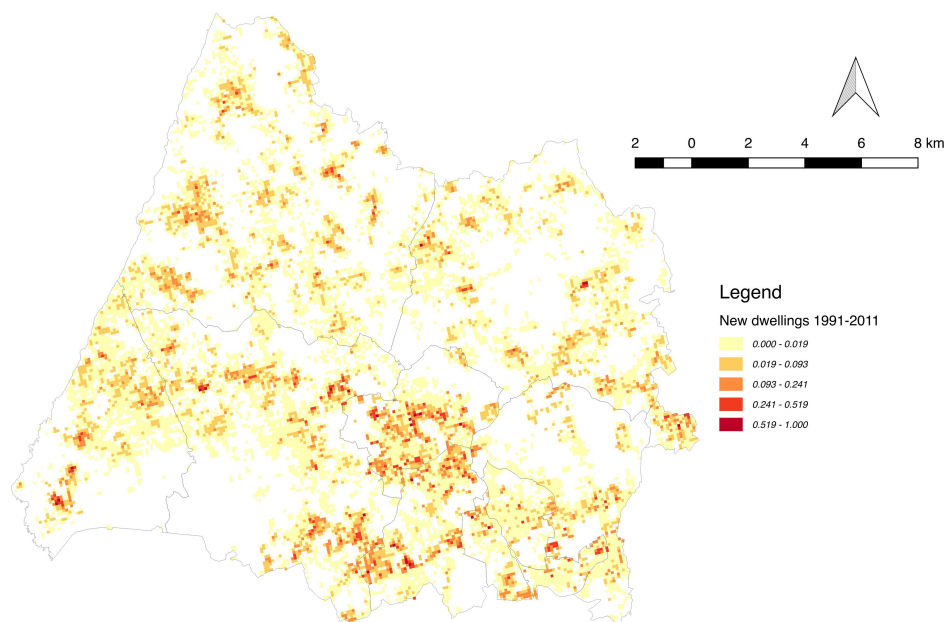 2 0 2 4 6 8 km
Legend
New dwellings 1991-2011
0.000 - 0.019
0.019 - 0.093
0.093 - 0.241
0.241 - 0.519
0.519 - 1.000